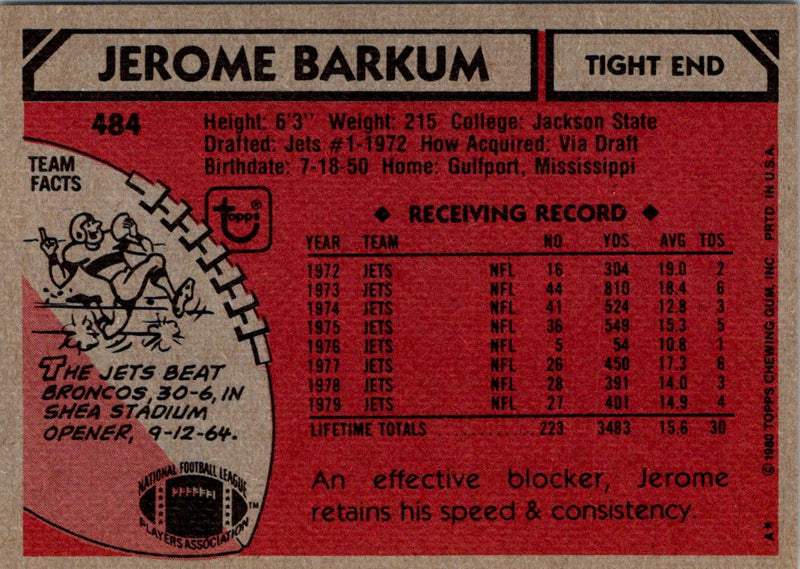 JEROME BARKUM
TIGHT END
484
Height: 6'3" Weight: 215 College: Jackson State
Drafted: Jets #1-1972 How Acquired: Via Draft
Birthdate: 7-18-50 Home: Gulfport, Mississippi
TEAM
FACTS
topps®
◆ RECEIVING RECORD ◆
YEAR TEAM NO YDS AVG TDS
1972 JETS NFL 16 304 19.0 2
1973 JETS NFL 44 810 18.4 6
1974 JETS NFL 41 524 12.8 3
1975 JETS NFL 36 549 15.3 5
1976 JETS NFL 5 54 10.8 1
1977 JETS NFL 26 450 17.3 6
1978 JETS NFL 28 391 14.0 3
1979 JETS NFL 27 401 14.9 4
LIFETIME TOTALS 223 3483 15.6 30
THE JETS BEAT
BRONCOS, 30-6, IN
SHEA STADIUM
OPENER, 9-12-64.
An effective blocker, Jerome
retains his speed & consistency.
NATIONAL FOOTBALL LEAGUE
PLAYERS ASSOCIATION
™
A* ©1980 TOPPS CHEWING GUM, INC. PRTD. IN U.S.A.